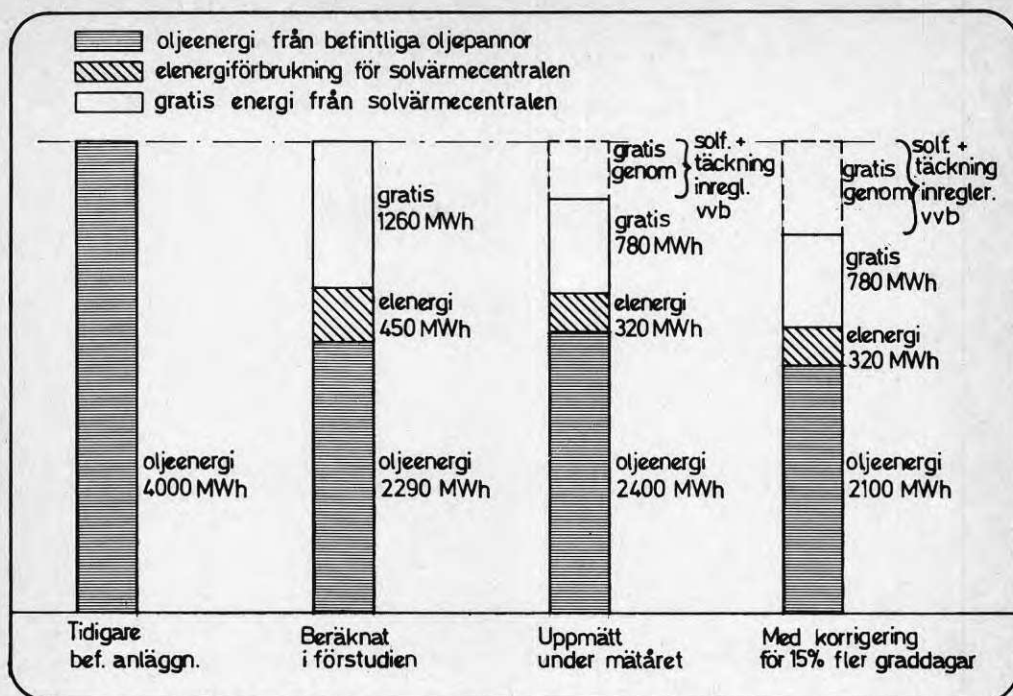 oljeenergi från befintliga oljepannor
elenergiförbrukning för solvärmecentralen
gratis energi från solvärmecentralen
oljeenergi
4000 MWh
Tidigare
bef. anläggn.
gratis
1260 MWh
elenergi
450 MWh
oljeenergi
2290 MWh
Beräknat
i förstudien
gratis
genom
solf. +
täckning
inregl.
vvb
gratis
780 MWh
elenergi
320 MWh
oljeenergi
2400 MWh
Uppmätt
under mätåret
gratis
genom
solf. +
täckning
inregler.
vvb
gratis
780 MWh
elenergi
320 MWh
oljeenergi
2100 MWh
Med korrigering
för 15% fler graddagar